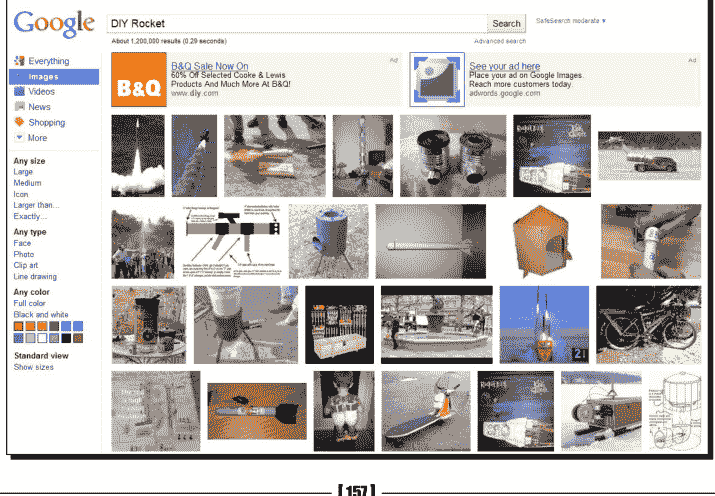 Google
DIY Rocket
Search
SafeSearch moderate ▼
About 1,200,000 results (0.29 seconds)
Advanced search
Everything
Images
Videos
News
Shopping
More
Any size
Large
Medium
Icon
Larger than...
Exactly...
Any type
Face
Photo
Clip art
Line drawing
Any color
Full color
Black and white
Standard view
Show sizes
B&Q
B&Q Sale Now On
Ad
60% Off Selected Cooke & Lewis
Products And Much More At B&Q!
www.diy.com
See your ad here
Ad
Place your ad on Google Images.
Reach more customers today.
adwords.google.com
[157]